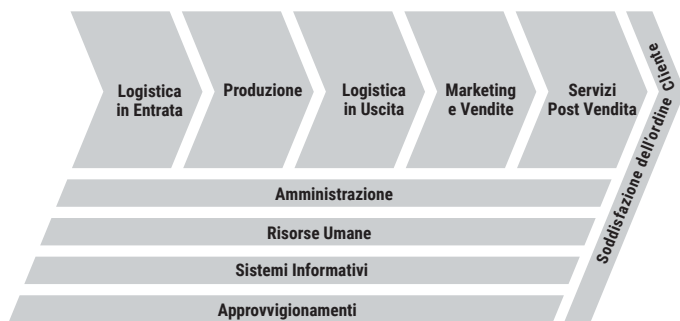 Logistica
in Entrata
Produzione
Logistica
in Uscita
Marketing
e Vendite
Servizi
Post Vendita
Soddisfazione dell'ordine Cliente
Amministrazione
Risorse Umane
Sistemi Informativi
Approvvigionamenti